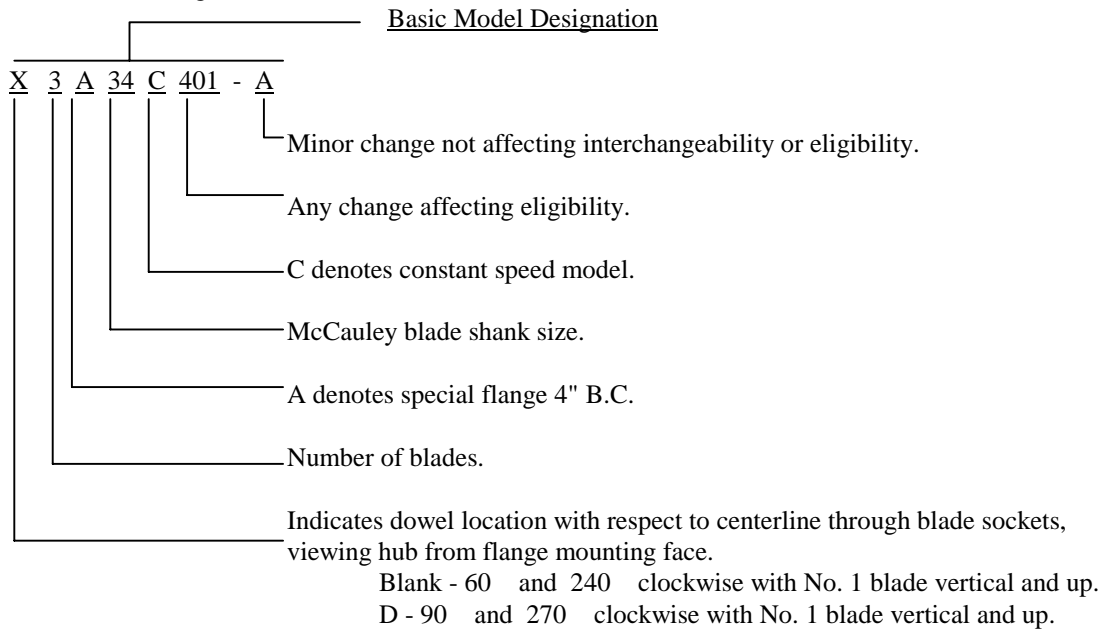 Basic Model Designation
X 3 A 34 C 401 - A
Minor change not affecting interchangeability or eligibility.
Any change affecting eligibility.
C denotes constant speed model.
McCauley blade shank size.
A denotes special flange 4" B.C.
Number of blades.
Indicates dowel location with respect to centerline through blade sockets,
viewing hub from flange mounting face.
Blank - 60 and 240 clockwise with No. 1 blade vertical and up.
D - 90 and 270 clockwise with No. 1 blade vertical and up.